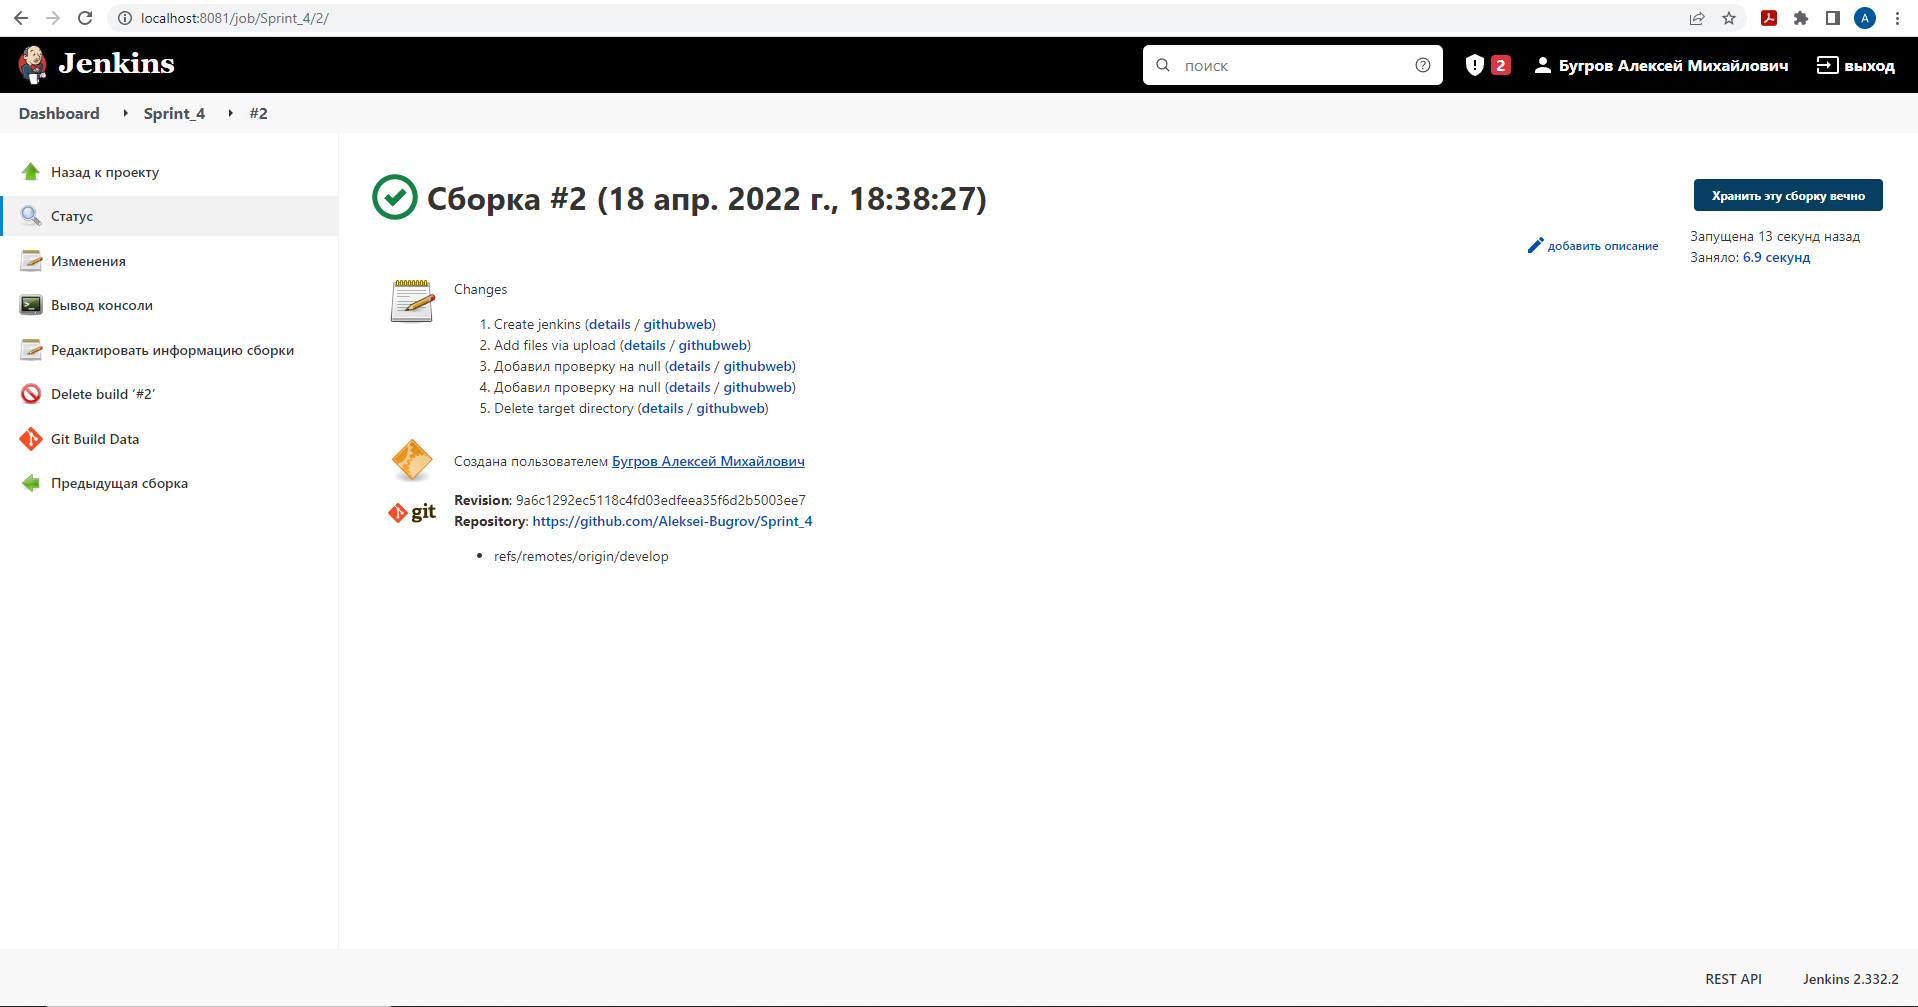 localhost:8081/job/Sprint_4/2/
A
Jenkins
поиск
2
Бугров Алексей Михайлович
выход
Dashboard
Sprint_4
#2
Назад к проекту
Статус
Изменения
Вывод консоли
Редактировать информацию сборки
Delete build ‘#2’
Git Build Data
Предыдущая сборка
Сборка #2 (18 апр. 2022 г., 18:38:27)
Хранить эту сборку вечно
добавить описание
Запущена 13 секунд назад
Заняло: 6.9 секунд
Changes
1. Create jenkins (details / githubweb)
2. Add files via upload (details / githubweb)
3. Добавил проверку на null (details / githubweb)
4. Добавил проверку на null (details / githubweb)
5. Delete target directory (details / githubweb)
Создана пользователем Бугров Алексей Михайлович
git
Revision: 9a6c1292ec5118c4fd03edfeea35f6d2b5003ee7
Repository: https://github.com/Aleksei-Bugrov/Sprint_4
refs/remotes/origin/develop
REST API
Jenkins 2.332.2